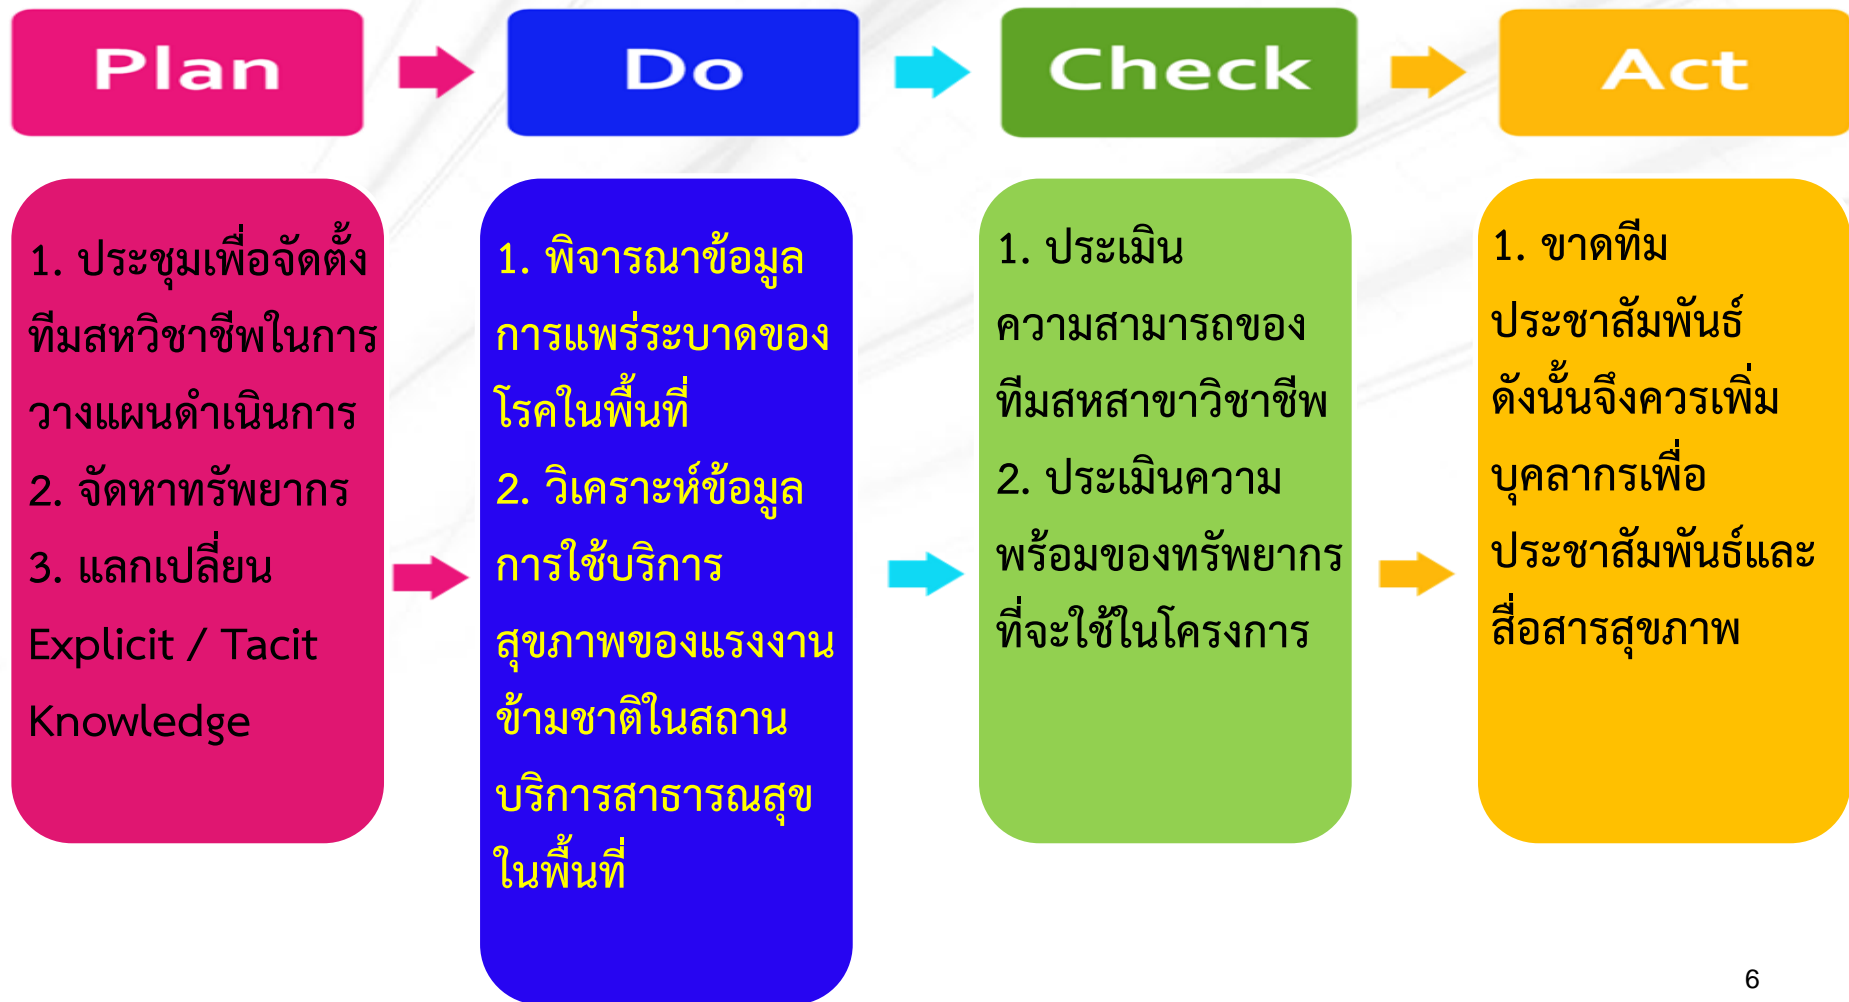 Plan
Do
Check
Act
1. ประชุมเพื่อจัดตั้ง
ทีมสหวิชาชีพในการ
วางแผนดำเนินการ
2. จัดหาทรัพยากร
3. แลกเปลี่ยน
Explicit / Tacit
Knowledge
1. พิจารณาข้อมูล
การแพร่ระบาดของ
โรคในพื้นที่
2. วิเคราะห์ข้อมูล
การใช้บริการ
สุขภาพของแรงงาน
ข้ามชาติในสถาน
บริการสาธารณสุข
ในพื้นที่
1. ประเมิน
ความสามารถของ
ทีมสหสาขาวิชาชีพ
2. ประเมินความ
พร้อมของทรัพยากร
ที่จะใช้ในโครงการ
1. ขาดทีม
ประชาสัมพันธ์
ดังนั้นจึงควรเพิ่ม
บุคลากรเพื่อ
ประชาสัมพันธ์และ
สื่อสารสุขภาพ
6